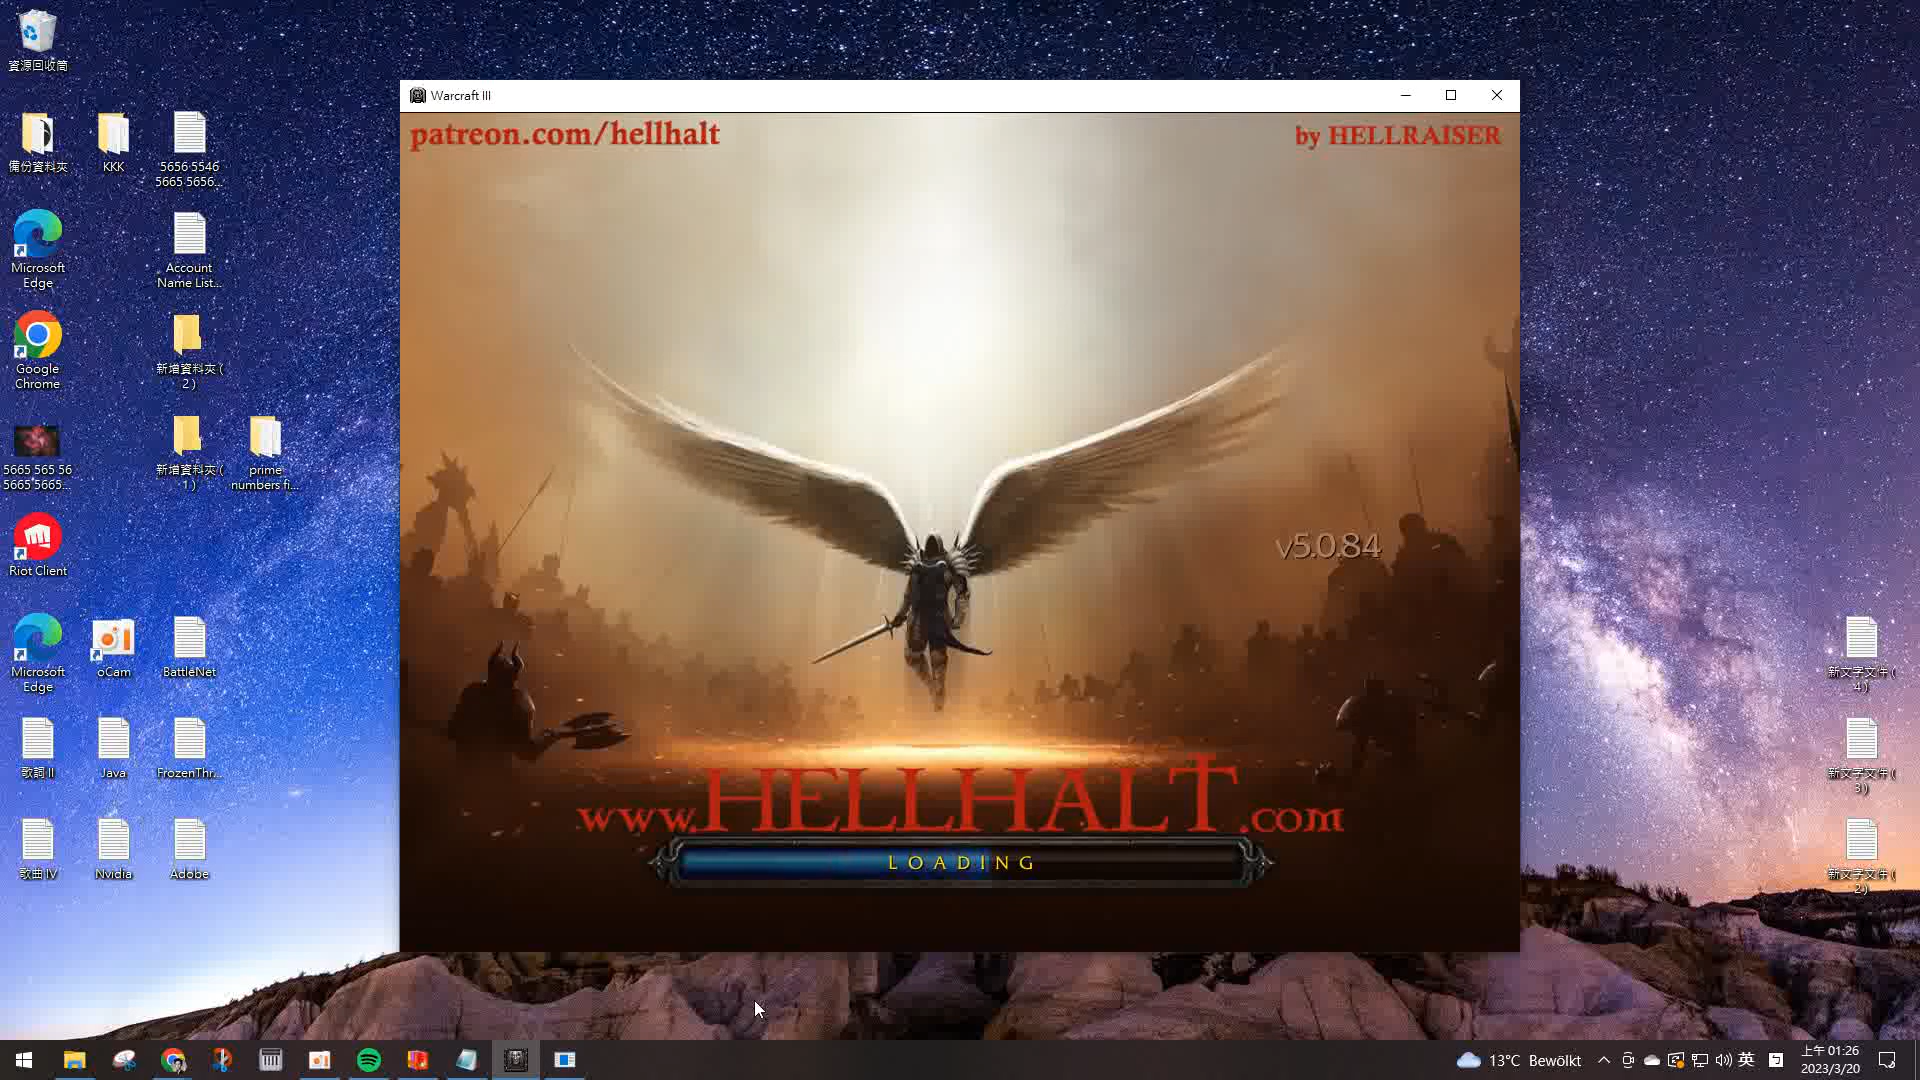 資源回收筒
備份資料夾
KKK
5656 5546
5665 5656...
Microsoft
Edge
Account
Name List...
Google
Chrome
新增資料夾 (
2 )
5665 565 56
5665 5665...
新增資料夾 (
1 )
prime
numbers fi...
Riot Client
Microsoft
Edge
oCam
BattleNet
歌詞 II
Java
FrozenThr...
歌曲 IV
Nvidia
Adobe
Warcraft III
patreon.com/hellhalt
by HELLRAISER
v5.0.84
www.HELLHALT.com
LOADING
新文字文件 (
4 )
新文字文件 (
3 )
新文字文件 (
2 )
13°C Bewölkt
英
上午 01:26
2023/3/20